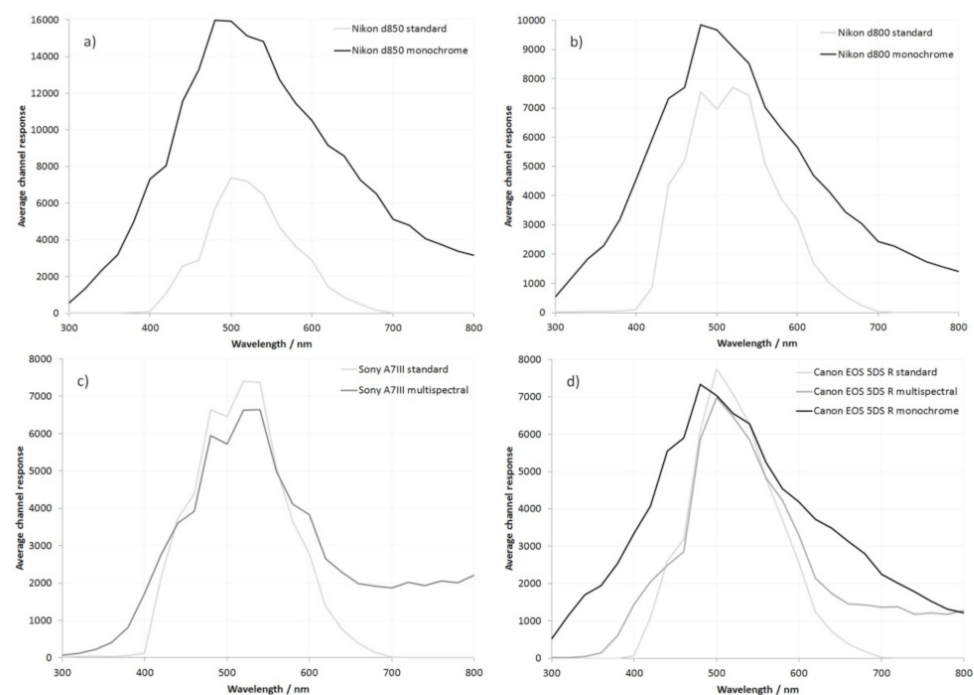 a)
Nikon d850 standard
Nikon d850 monochrome
Average channel response
16000
14000
12000
10000
8000
6000
4000
2000
0
300 400 500 600 700 800
Wavelength / nm
b)
Nikon d800 standard
Nikon d800 monochrome
Average channel response
10000
9000
8000
7000
6000
5000
4000
3000
2000
1000
0
300 400 500 600 700 800
Wavelength / nm
c)
Sony A7III standard
Sony A7III multispectral
Average channel response
8000
7000
6000
5000
4000
3000
2000
1000
0
300 400 500 600 700 800
Wavelength / nm
d)
Canon EOS 5DS R standard
Canon EOS 5DS R multispectral
Canon EOS 5DS R monochrome
Average channel response
8000
7000
6000
5000
4000
3000
2000
1000
0
300 400 500 600 700 800
Wavelength / nm